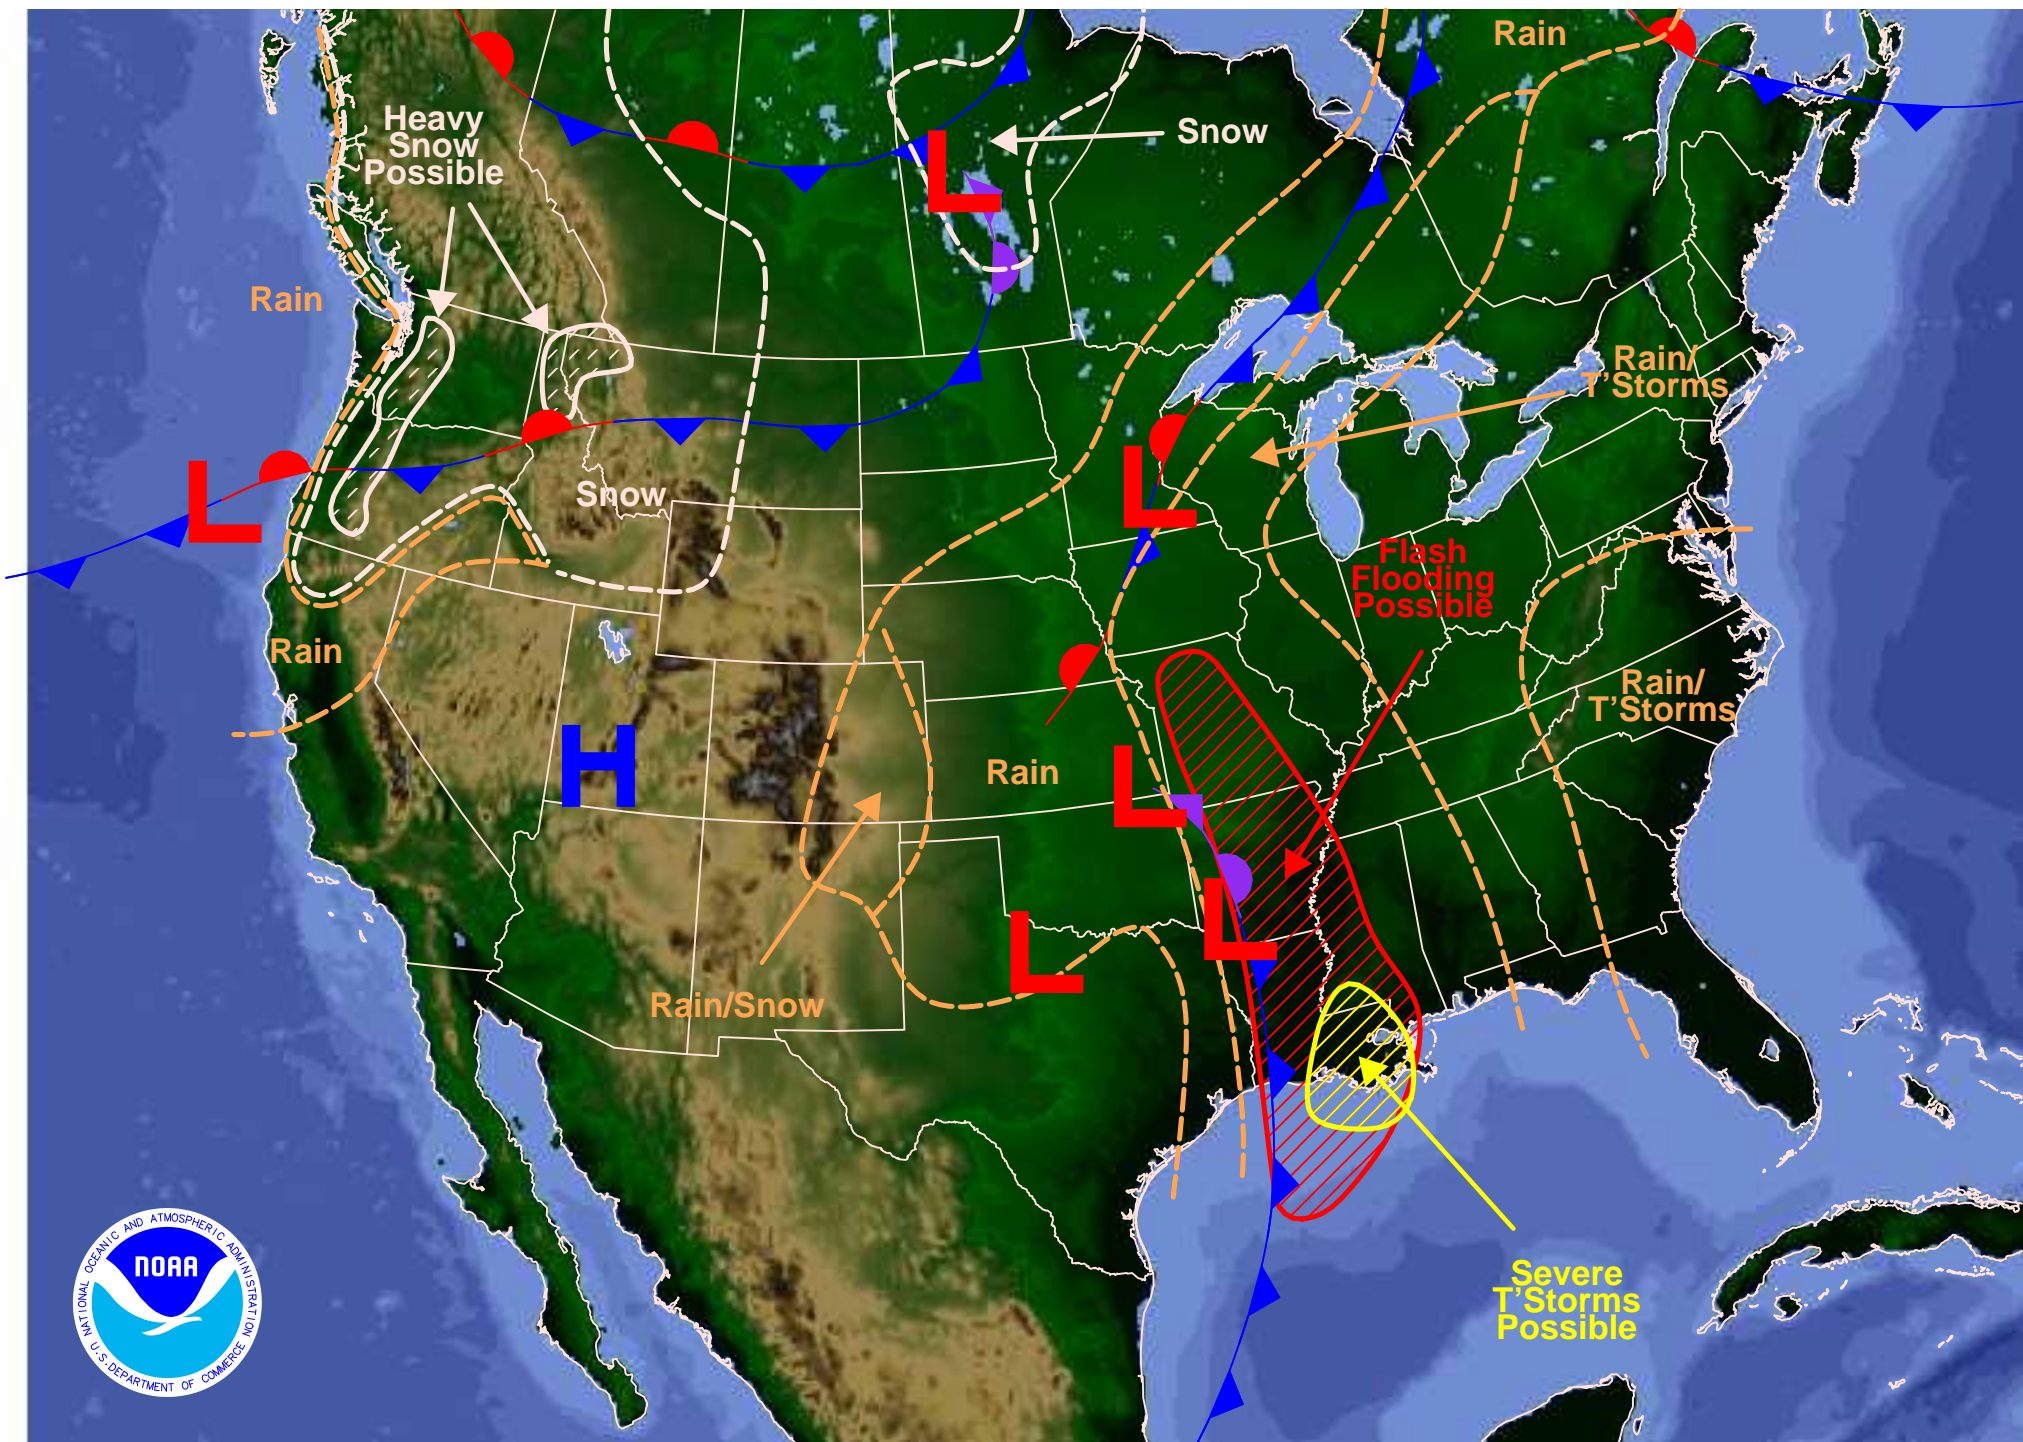 Rain
Heavy
Snow
Possible
Snow
Rain
Rain/
T'Storms
L
L
L
Snow
Flash
Flooding
Possible
Rain
Rain/
T'Storms
H
Rain
L
L
L
Rain/Snow
Severe
T'Storms
Possible
NATIONAL OCEANIC AND ATMOSPHERIC ADMINISTRATION
NOAA
U.S. DEPARTMENT OF COMMERCE